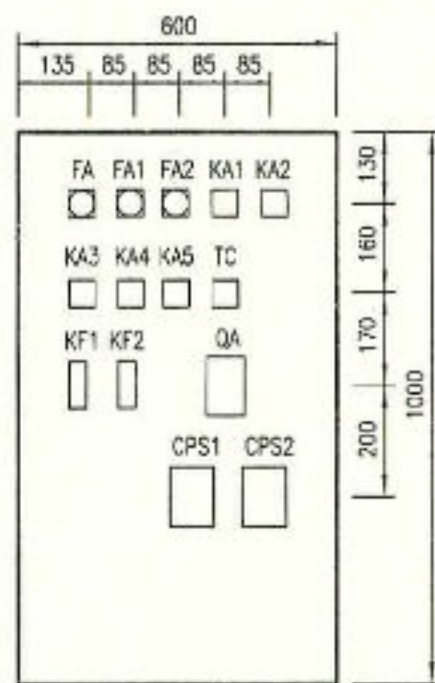 600
135 85 85 85 85
FA FA1 FA2 KA1 KA2
130
160
KA3 KA4 KA5 TC
KF1 KF2 QA
170
1000
200
CPS1 CPS2